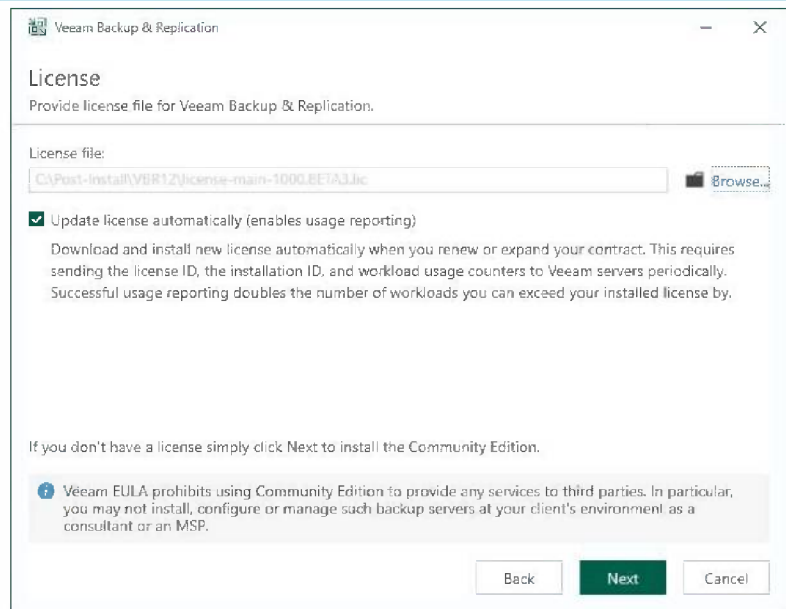 Veeam Backup & Replication
License
Provide license file for Veeam Backup & Replication.
License file:
C:\Post-Install\VBR12\license-main-1000.BETA3.lic
Browse...
Update license automatically (enables usage reporting)
Download and install new license automatically when you renew or expand your contract. This requires
sending the license ID, the installation ID, and workload usage counters to Veeam servers periodically.
Successful usage reporting doubles the number of workloads you can exceed your installed license by.
If you don't have a license simply click Next to install the Community Edition.
Veeam EULA prohibits using Community Edition to provide any services to third parties. In particular,
you may not install, configure or manage such backup servers at your client's environment as a
consultant or an MSP.
Back
Next
Cancel